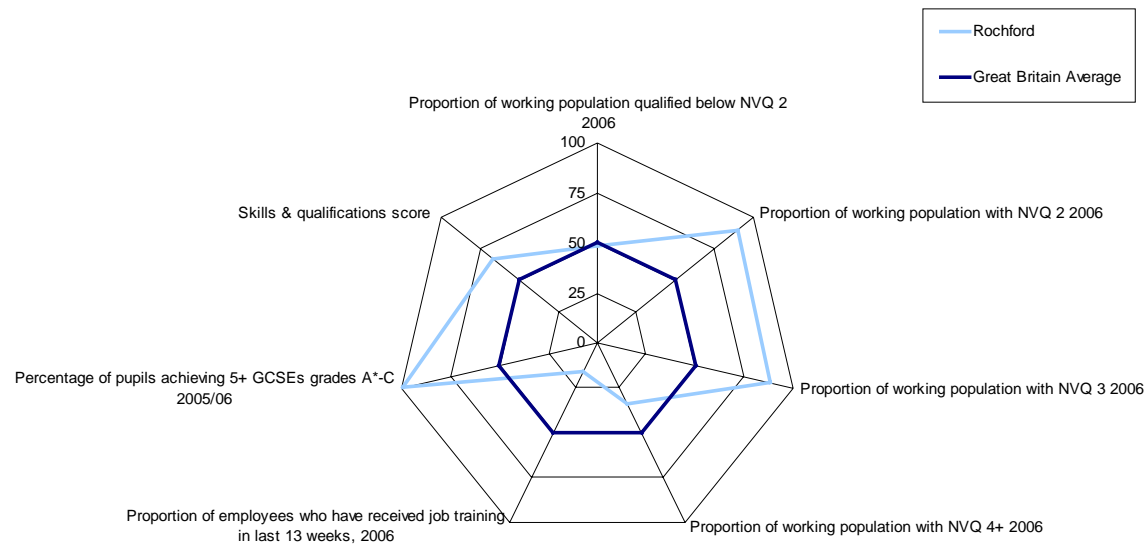 Rochford
Great Britain Average
Proportion of working population qualified below NVQ 2
2006
100
75
50
25
0
Skills & qualifications score
Proportion of working population with NVQ 2 2006
Percentage of pupils achieving 5+ GCSEs grades A*-C
2005/06
Proportion of working population with NVQ 3 2006
Proportion of employees who have received job training
in last 13 weeks, 2006
Proportion of working population with NVQ 4+ 2006